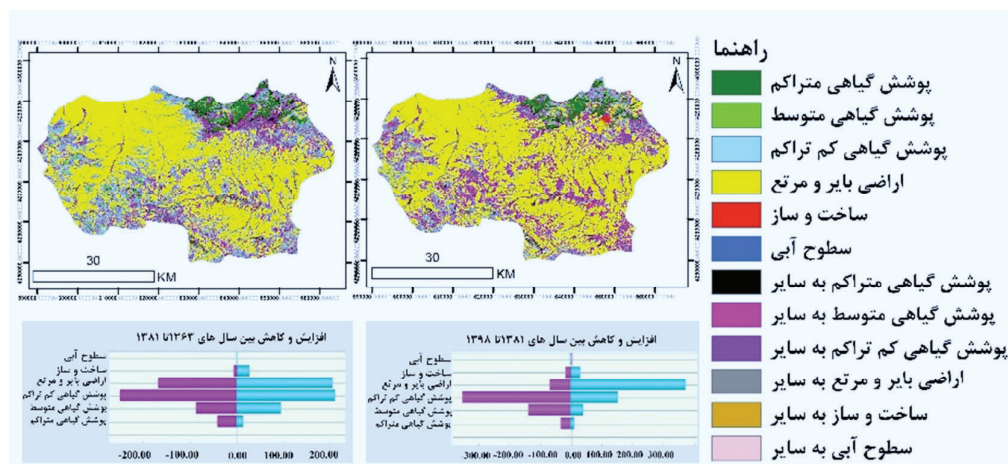 N
N
راهنما
پوشش گیاهی متراکم
پوشش گیاهی متوسط
پوشش گیاهی کم تراکم
اراضی بایر و مرتع
ساخت و ساز
سطوح آبی
پوشش گیاهی متراکم به سایر
پوشش گیاهی متوسط به سایر
پوشش گیاهی کم تراکم به سایر
اراضی بایر و مرتع به سایر
ساخت و ساز به سایر
سطوح آبی به سایر
30
KM
30
KM
افزایش و کاهش بین سال های ۱۳۶۳تا ۱۳۸۱
سطوح آبی
ساخت و ساز
اراضی بایر و مرتع
پوشش گیاهی کم تراکم
پوشش گیاهی متوسط
پوشش گیاهی متراکم
-200.00 -100.00 0.00 100.00 200.00
افزایش و کاهش بین سال های ۱۳۸۱تا ۱۳۹۸
سطوح آبی
ساخت و ساز
اراضی بایر و مرتع
پوشش گیاهی کم تراکم
پوشش گیاهی متوسط
پوشش گیاهی متراکم
-300.00 -200.00 -100.00 0.00 100.00 200.00 300.00